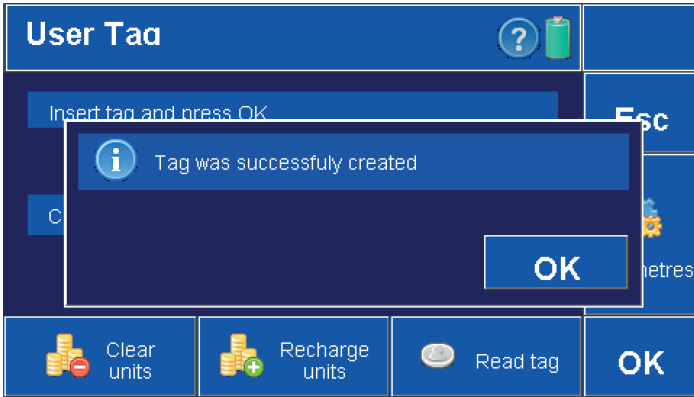 User Tag
?
Insert tag and press OK
Esc
i
Tag was successfuly created
C
OK
Clear
units
Recharge
units
Read tag
OK